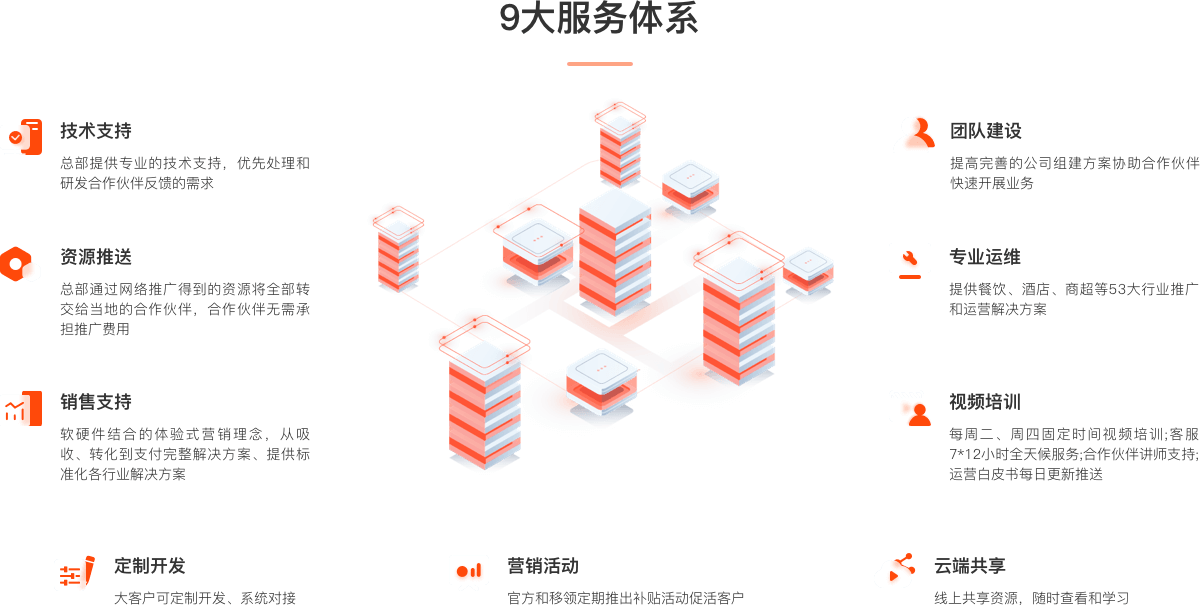 9大服务体系
技术支持
总部提供专业的技术支持，优先处理和
研发合作伙伴反馈的需求
资源推送
总部通过网络推广得到的资源将全部转
交给当地的合作伙伴，合作伙伴无需承
担推广费用
销售支持
软硬件结合的体验式营销理念，从吸
收、转化到支付完整解决方案、提供标
准化各行业解决方案
团队建设
提高完善的公司组建方案协助合作伙伴
快速开展业务
专业运维
提供餐饮、酒店、商超等53大行业推广
和运营解决方案
视频培训
每周二、周四固定时间视频培训;客服
7*12小时全天候服务;合作伙伴讲师支持;
运营白皮书每日更新推送
定制开发
大客户可定制开发、系统对接
营销活动
官方和移领定期推出补贴活动促活客户
云端共享
线上共享资源，随时查看和学习